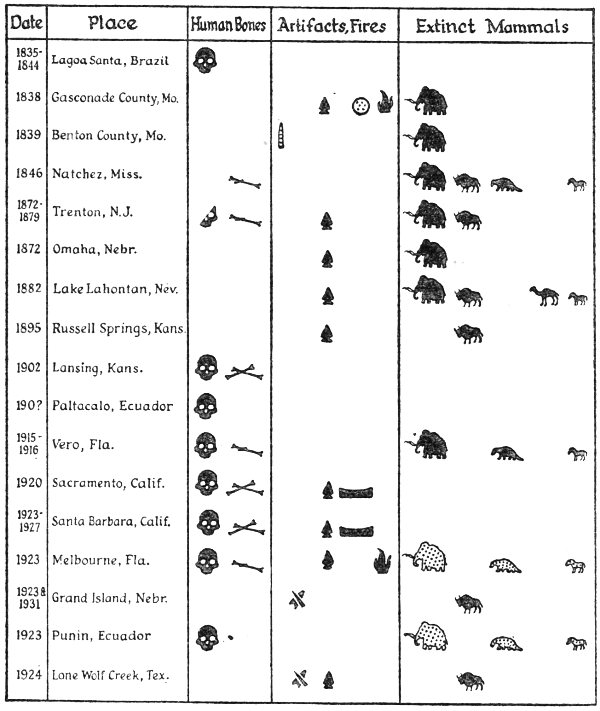 Date Place Human Bones Artifacts, Fires Extinct Mammals
1835-
1844 Lagoa Santa, Brazil
1838 Gasconade County, Mo.
1839 Benton County, Mo.
1846 Natchez, Miss.
1872-
1879 Trenton, N.J.
1872 Omaha, Nebr.
1882 Lake Lahontan, Nev.
1895 Russell Springs, Kans.
1902 Lansing, Kans.
190? Paltacalo, Ecuador
1915-
1916 Vero, Fla.
1920 Sacramento, Calif.
1923-
1927 Santa Barbara, Calif.
1923 Melbourne, Fla.
1923 &
1931 Grand Island, Nebr.
1923 Punin, Ecuador
1924 Lone Wolf Creek, Tex.